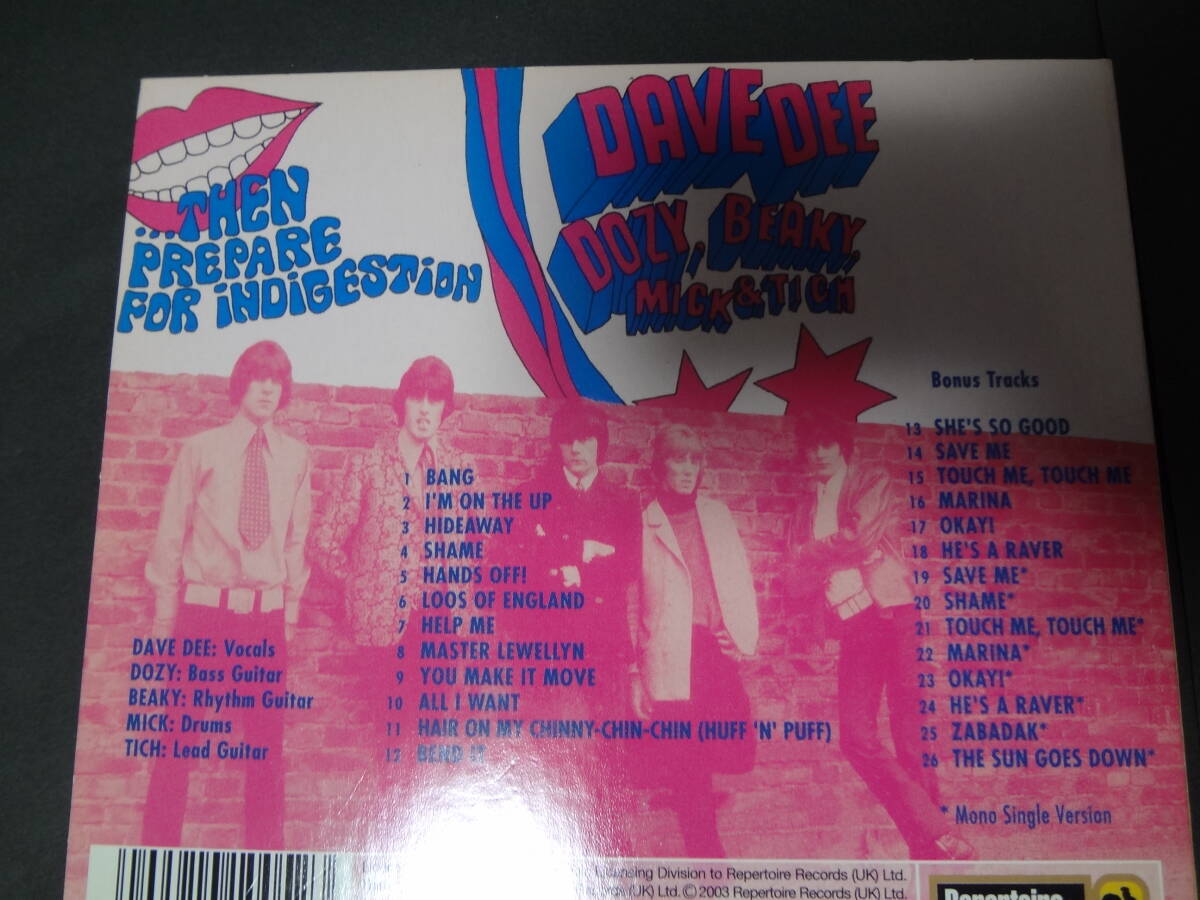 ...THEN
PREPARE
FOR iNDiGESTiON
DAVE DEE
DOZY, BEAKY,
MICK & TICH
1 BANG
2 I'M ON THE UP
3 HIDEAWAY
4 SHAME
5 HANDS OFF!
6 LOOS OF ENGLAND
7 HELP ME
8 MASTER LEWELLYN
9 YOU MAKE IT MOVE
10 ALL I WANT
11 HAIR ON MY CHINNY-CHIN-CHIN (HUFF 'N' PUFF)
12 BEND IT
Bonus Tracks
13 SHE'S SO GOOD
14 SAVE ME
15 TOUCH ME, TOUCH ME
16 MARINA
17 OKAY!
18 HE'S A RAVER
19 SAVE ME*
20 SHAME*
21 TOUCH ME, TOUCH ME*
22 MARINA*
23 OKAY!*
24 HE'S A RAVER*
25 ZABADAK*
26 THE SUN GOES DOWN*
* Mono Single Version
DAVE DEE: Vocals
DOZY: Bass Guitar
BEAKY: Rhythm Guitar
MICK: Drums
TICH: Lead Guitar
Licensing Division to Repertoire Records (UK) Ltd.
(UK) Ltd. © 2003 Repertoire Records (UK) Ltd.
Repertoire